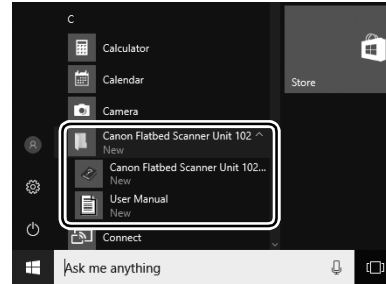 C
Calculator
Calendar
Store
Camera
Canon Flatbed Scanner Unit 102
New
Canon Flatbed Scanner Unit 102...
New
User Manual
New
Connect
Ask me anything